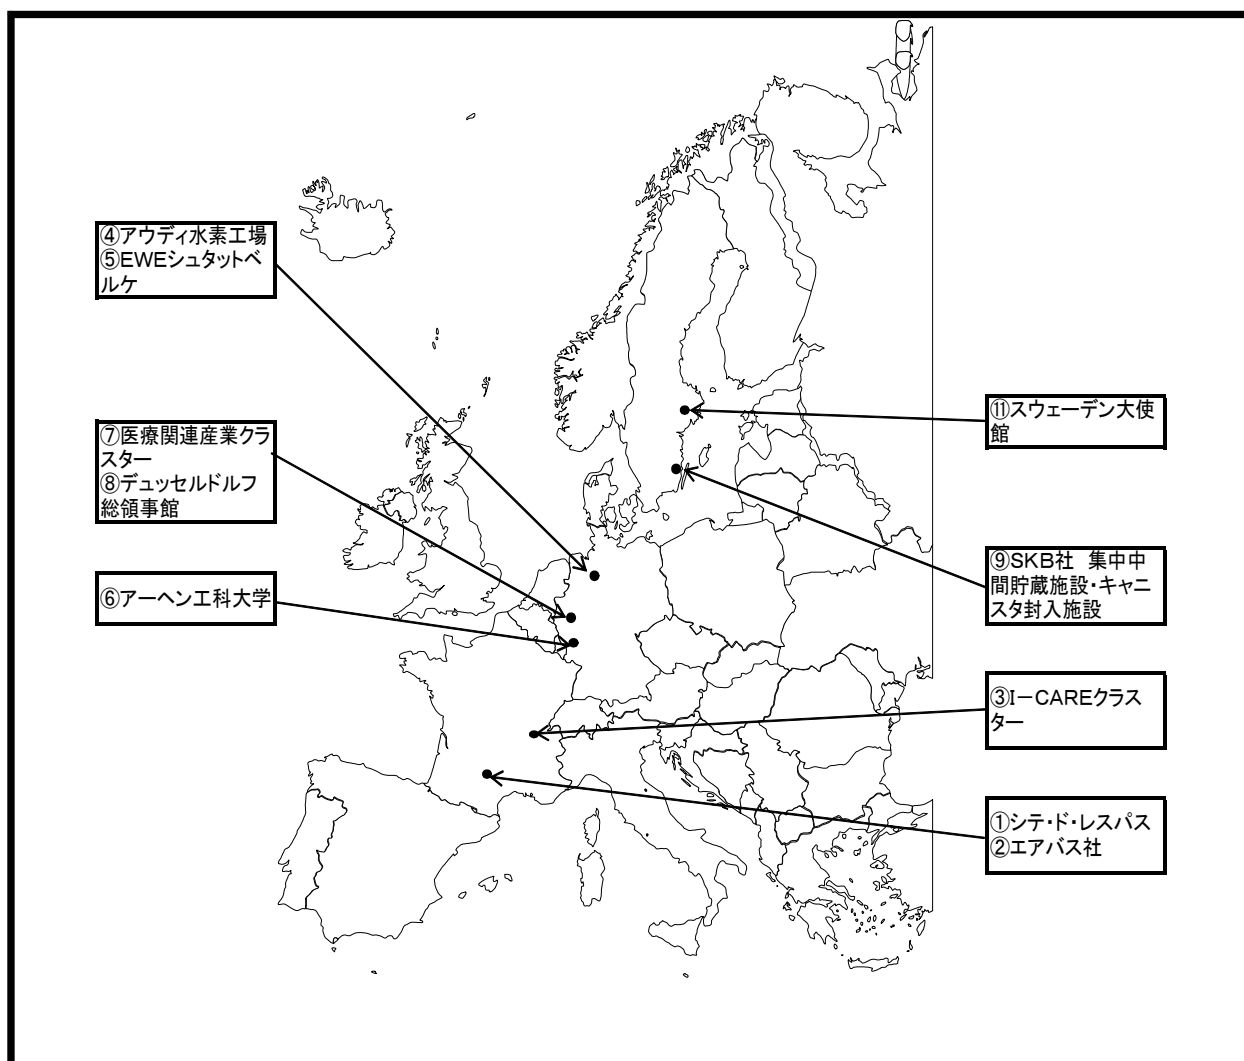 ④アウディ水素工場
⑤EWEシュタットベ
ルケ
⑦医療関連産業クラ
スター
⑧デュッセルドルフ
総領事館
⑥アーヘン工科大学
⑪スウェーデン大使
館
⑨SKB社　集中中
間貯蔵施設・キャニ
スタ封入施設
③I－CAREクラス
ター
①シテ・ド・レスパス
②エアバス社